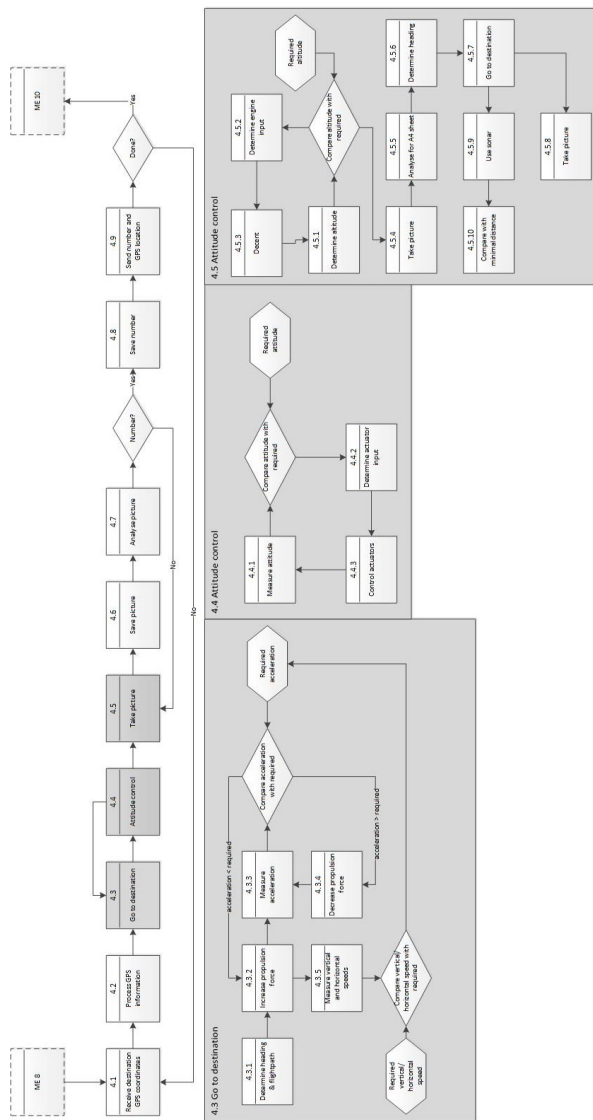 ME 8
4.1
Receive destination
GPS coordinates
4.2
Process GPS
information
4.3
Go to destination
4.4
Attitude control
4.5
Take picture
4.6
Save picture
4.7
Analyse picture
Number?
Yes
No
4.8
Save number
4.9
Send number and
GPS location
Done?
Yes
No
ME 10
4.3 Go to destination
4.3.1
Determine heading
& flightpath
4.3.2
Increase propulsion
force
4.3.3
Measure
acceleration
acceleration < required
Compare acceleration
with required
Required
acceleration
4.3.4
Decrease propulsion
force
acceleration > required
4.3.5
Measure vertical
and horizontal
speeds
Required
vertical/
horizontal
speed
Compare vertical/
horizontal speed with
required
4.4 Attitude control
4.4.1
Measure attitude
Compare attitude with
required
Required
attitude
4.4.2
Determine actuator
input
4.4.3
Control actuators
4.5 Attitude control
4.5.1
Determine altitude
4.5.2
Determine engine
input
4.5.3
Decent
Compare altitude with
required
Required
altitude
4.5.4
Take picture
4.5.5
Analyse for A4 sheet
4.5.6
Determine heading
4.5.7
Go to destination
4.5.8
Take picture
4.5.9
Use sonar
4.5.10
Compare with
minimal distance